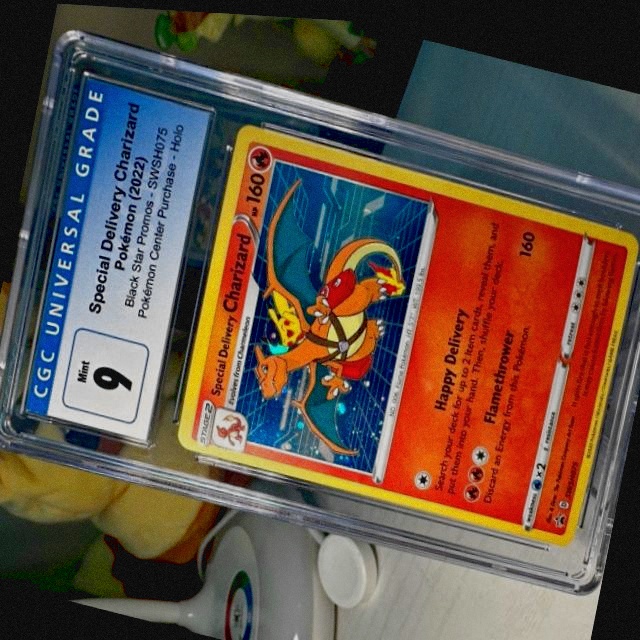 CGC UNIVERSAL GRADE
Special Delivery Charizard
Pokémon (2022)
Black Star Promos - SWSH075
Pokémon Center Purchase - Holo
Mint
9
STAGE 2
Special Delivery Charizard
HP 160
Evolves from Charmeleon
Happy Delivery
Search your deck for up to 2 Item cards, reveal them, and
put them into your hand. Then, shuffle your deck.
Flamethrower 160
Discard an Energy from this Pokémon.
weakness ×2 resistance retreat